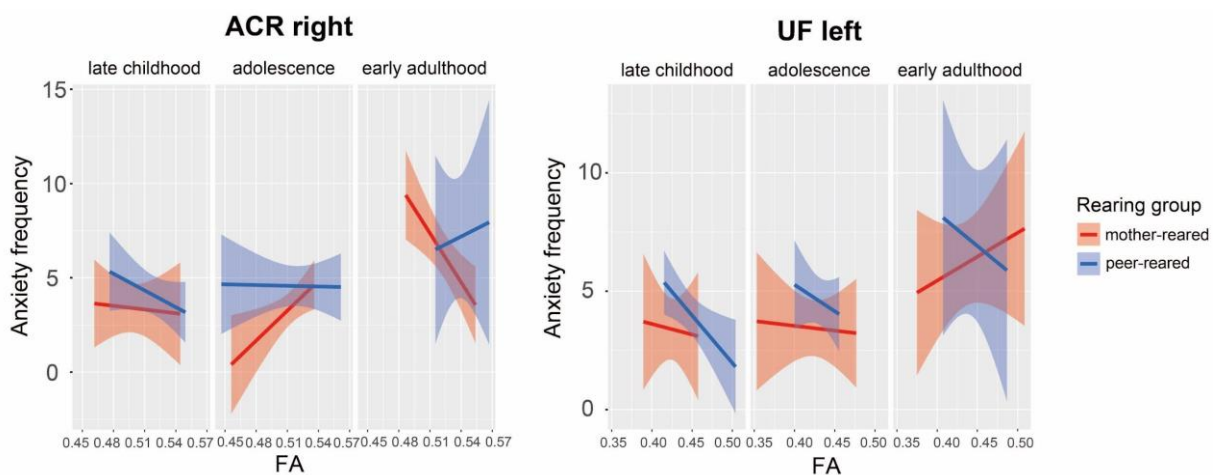 ACR right
late childhood adolescence early adulthood
Anxiety frequency
15
10
5
0
0.45 0.48 0.51 0.54 0.57 0.45 0.48 0.51 0.54 0.57 0.45 0.48 0.51 0.54 0.57
FA
UF left
late childhood adolescence early adulthood
Anxiety frequency
10
5
0
0.35 0.40 0.45 0.50 0.35 0.40 0.45 0.50 0.35 0.40 0.45 0.50
FA
Rearing group
mother-reared
peer-reared